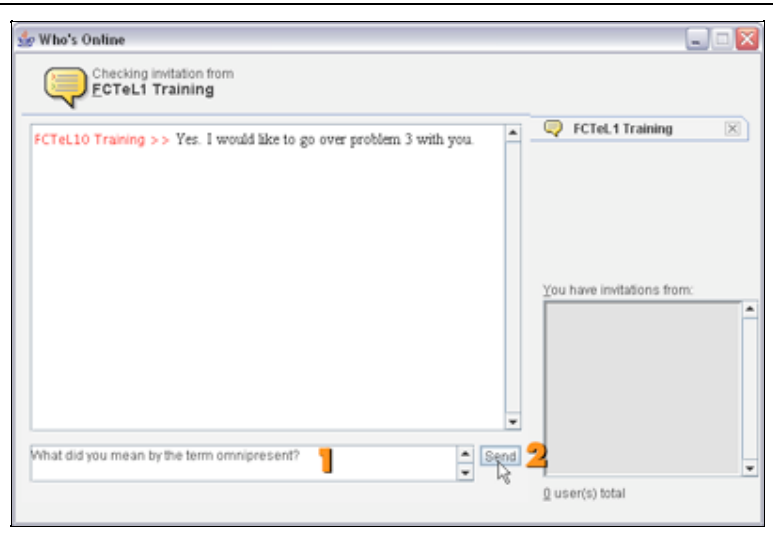 Who's Online
Checking invitation from
FCTeL1 Training
FCTeL10 Training >> Yes. I would like to go over problem 3 with you.
FCTeL1 Training
You have invitations from:
What did you mean by the term omnipresent?
1
Send
2
0 user(s) total